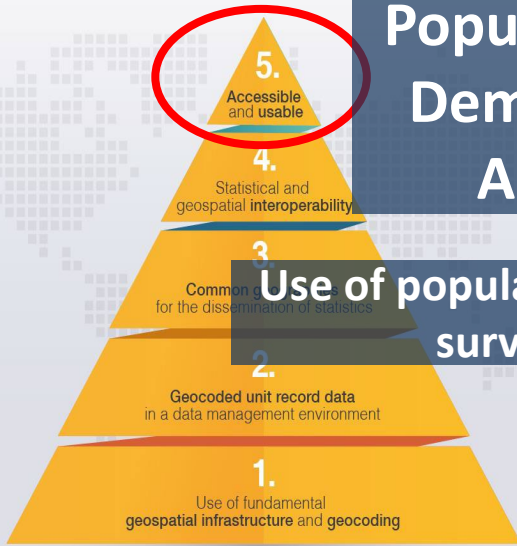 Popu
Dem
A
5.
Accessible
and usable
4.
Statistical and
geospatial interoperability
3.
Common geographies
for the dissemination of statistics
Use of popula
surv
2.
Geocoded unit record data
in a data management environment
1.
Use of fundamental
geospatial infrastructure and geocoding